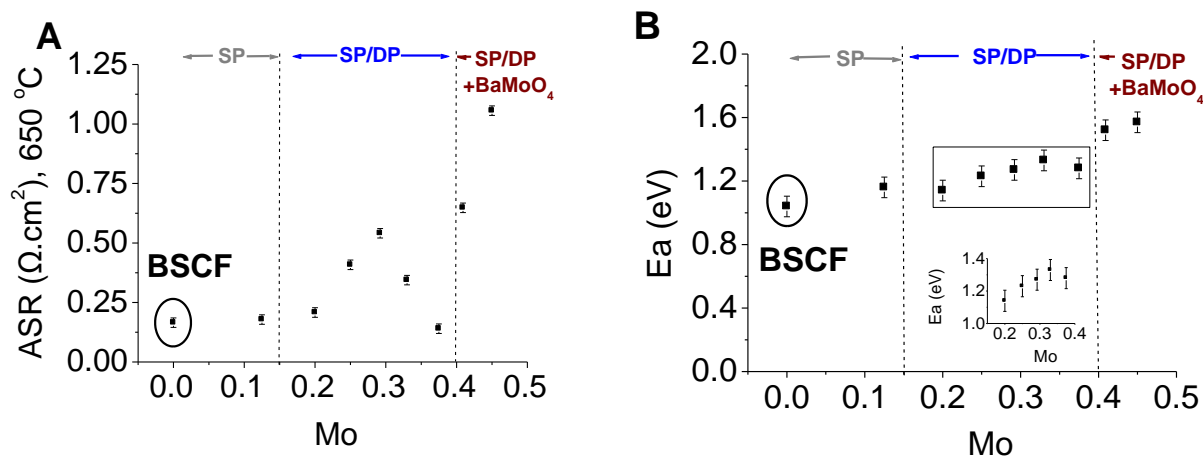 A
SP
SP/DP
SP/DP
+BaMoO₄
1.25
1.00
0.75
0.50
0.25
0.00
ASR (Ω.cm²), 650 °C
BSCF
0.0 0.1 0.2 0.3 0.4 0.5
Mo
B
SP
SP/DP
SP/DP
+BaMoO₄
2.0
1.6
1.2
0.8
0.4
0.0
Ea (eV)
BSCF
1.4
1.2
1.0
Ea (eV)
0.2 0.3 0.4
Mo
0.0 0.1 0.2 0.3 0.4 0.5
Mo